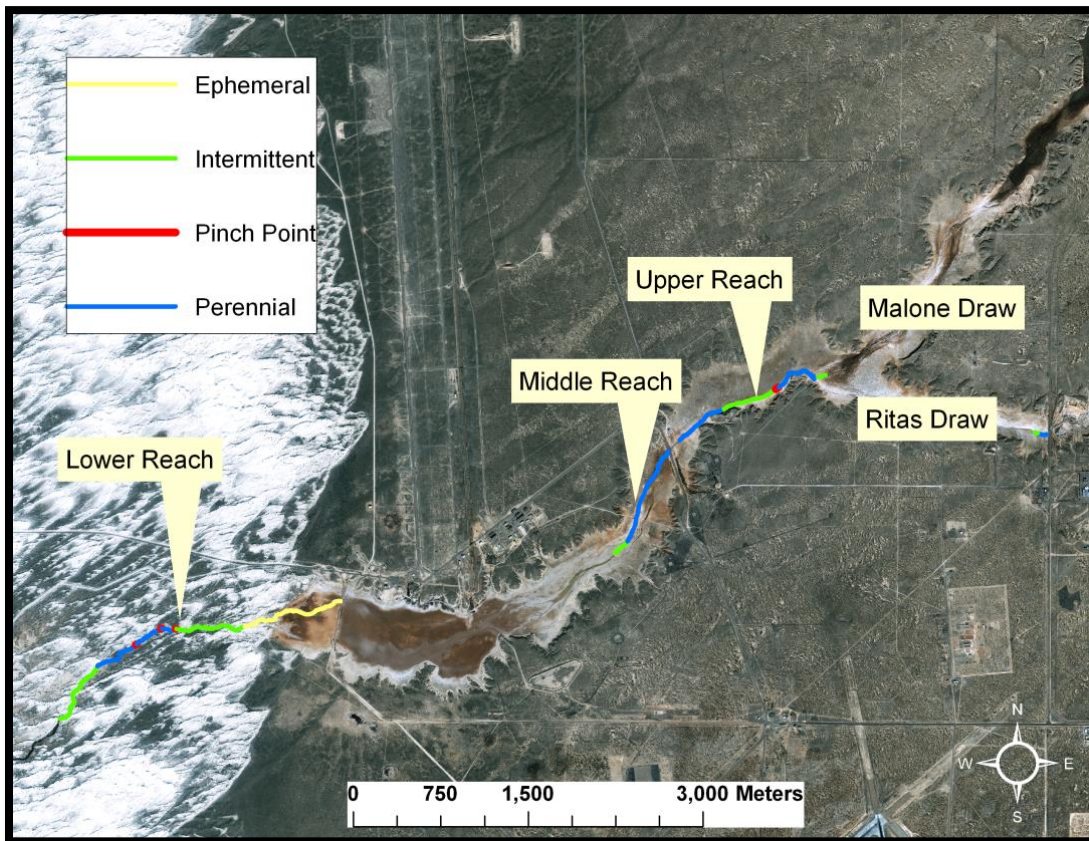 Ephemeral
Intermittent
Pinch Point
Perennial
Upper Reach
Malone Draw
Middle Reach
Ritas Draw
Lower Reach
N
W E
S
0 750 1,500 3,000 Meters